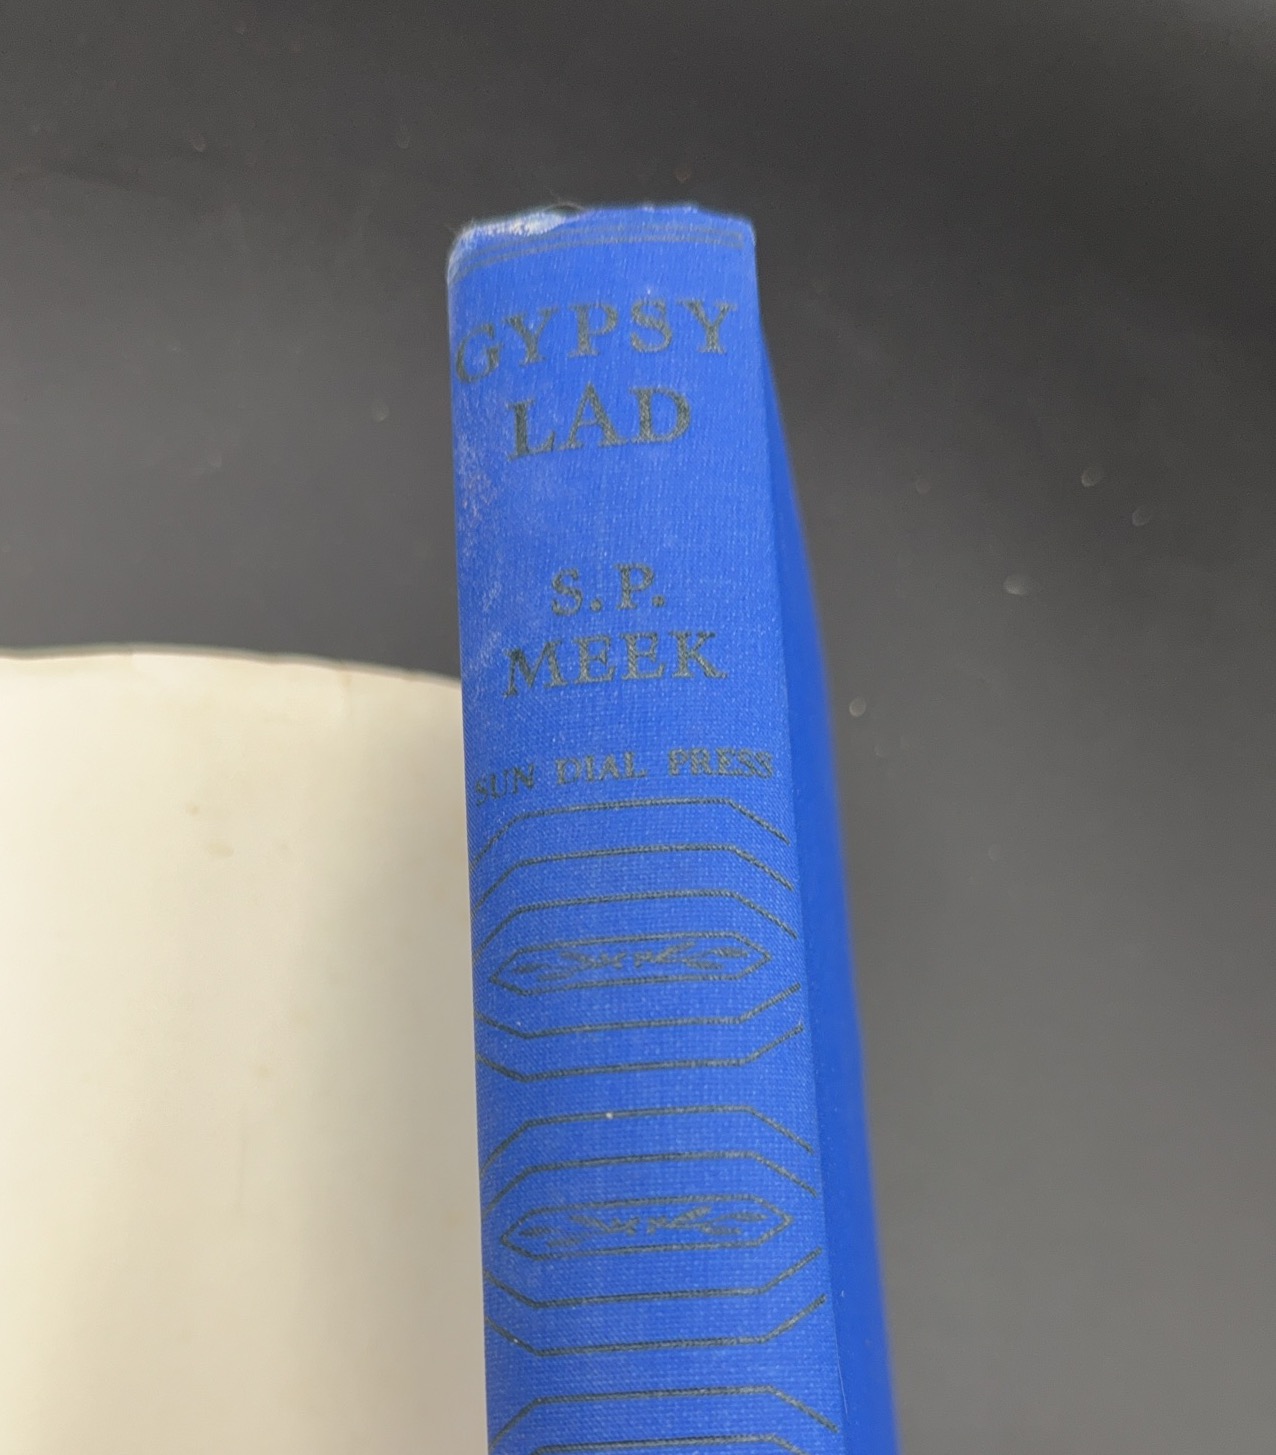 GYPSY
LAD
S. P.
MEEK
SUN DIAL PRESS